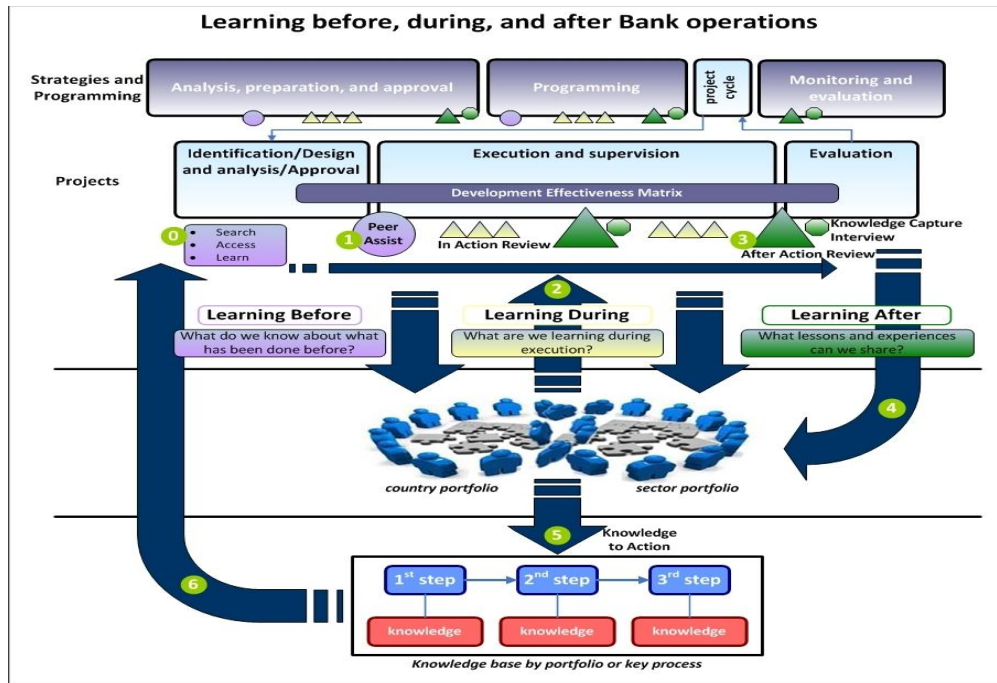 Learning before, during, and after Bank operations
Strategies and
Programming
Analysis, preparation, and approval
Programming
project
cycle
Monitoring and
evaluation
Projects
Identification/Design
and analysis/Approval
Execution and supervision
Evaluation
Development Effectiveness Matrix
0
• Search
• Access
• Learn
1
Peer
Assist
In Action Review
3
After Action Review
Knowledge Capture
Interview
2
Learning Before
What do we know about what
has been done before?
Learning During
What are we learning during
execution?
Learning After
What lessons and experiences
can we share?
4
country portfolio
sector portfolio
5
Knowledge
to Action
6
1st step
2nd step
3rd step
knowledge
knowledge
knowledge
Knowledge base by portfolio or key process